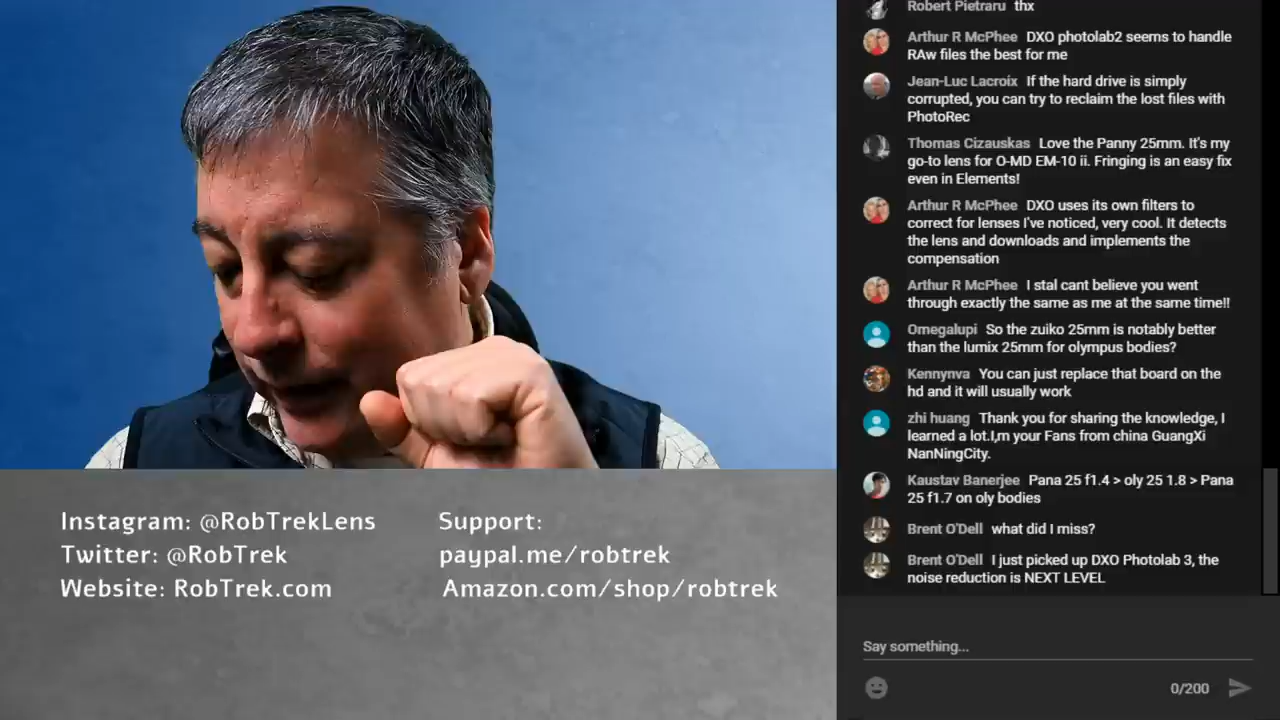 Instagram: @RobTrekLens
Twitter: @RobTrek
Website: RobTrek.com
Support:
paypal.me/robtrek
Amazon.com/shop/robtrek
Robert Pietraru thx
Arthur R McPhee DXO photolab2 seems to handle
RAw files the best for me
Jean-Luc Lacroix If the hard drive is simply
corrupted, you can try to reclaim the lost files with
PhotoRec
Thomas Cizauskas Love the Panny 25mm. It's my
go-to lens for O-MD EM-10 ii. Fringing is an easy fix
even in Elements!
Arthur R McPhee DXO uses its own filters to
correct for lenses I've noticed, very cool. It detects
the lens and downloads and implements the
compensation
Arthur R McPhee I stal cant believe you went
through exactly the same as me at the same time!!
Omegalupi So the zuiko 25mm is notably better
than the lumix 25mm for olympus bodies?
Kennynva You can just replace that board on the
hd and it will usually work
zhi huang Thank you for sharing the knowledge, I
learned a lot.I,m your Fans from china GuangXi
NanNingCity.
Kaustav Banerjee Pana 25 f1.4 > oly 25 1.8 > Pana
25 f1.7 on oly bodies
Brent O'Dell what did I miss?
Brent O'Dell I just picked up DXO Photolab 3, the
noise reduction is NEXT LEVEL
Say something...
0/200